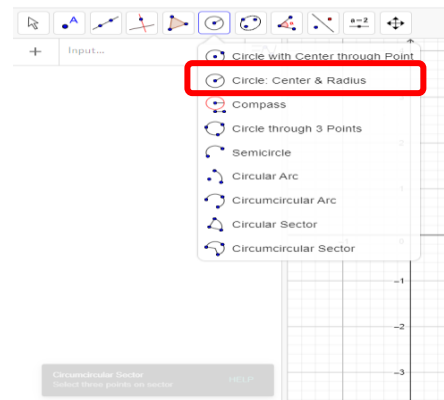 A
a=2
+ Input...
Circle with Center through Point
Circle: Center & Radius
Compass
Circle through 3 Points
Semicircle
Circular Arc
Circumcircular Arc
Circular Sector
Circumcircular Sector
-1
-2
-3
Circumcircular Sector
Select three points on sector
HELP